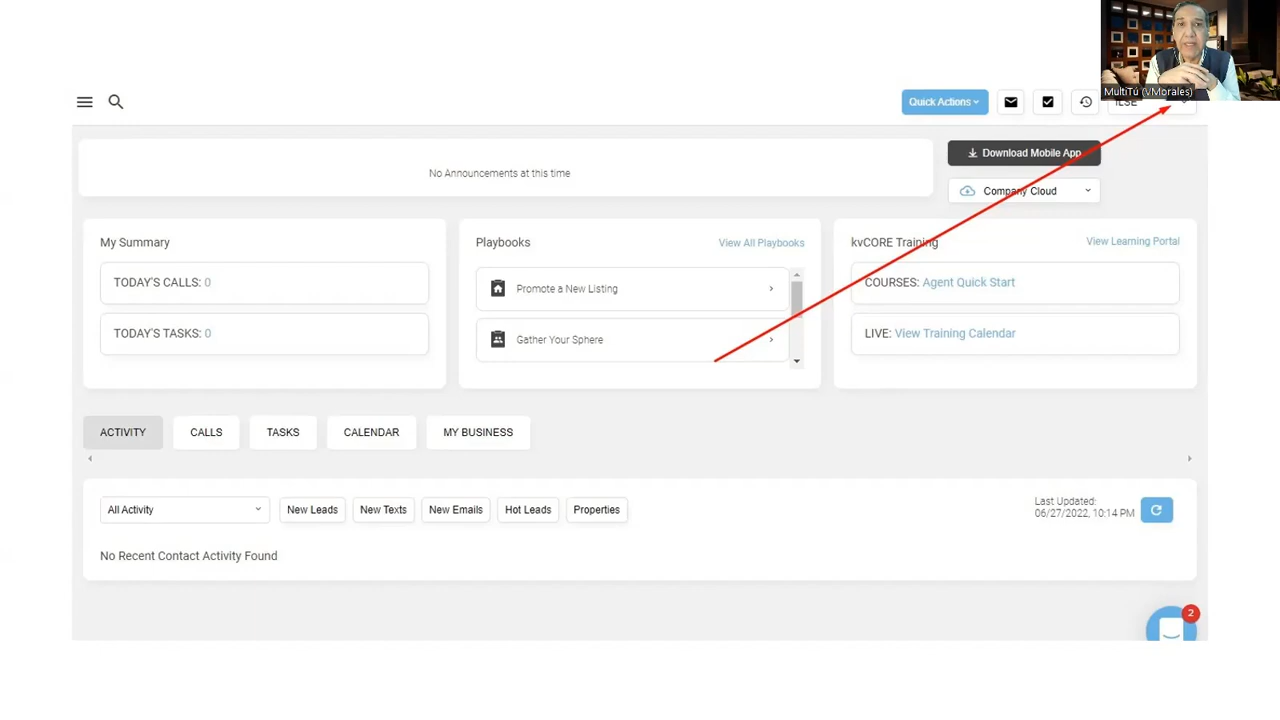 MultiTú (VMorales)
Quick Actions
ILSE
No Announcements at this time
Download Mobile App
Company Cloud
My Summary
TODAY'S CALLS: 0
TODAY'S TASKS: 0
Playbooks
View All Playbooks
Promote a New Listing
Gather Your Sphere
kvCORE Training
View Learning Portal
COURSES: Agent Quick Start
LIVE: View Training Calendar
ACTIVITY
CALLS
TASKS
CALENDAR
MY BUSINESS
All Activity
New Leads
New Texts
New Emails
Hot Leads
Properties
Last Updated:
06/27/2022, 10:14 PM
No Recent Contact Activity Found
2